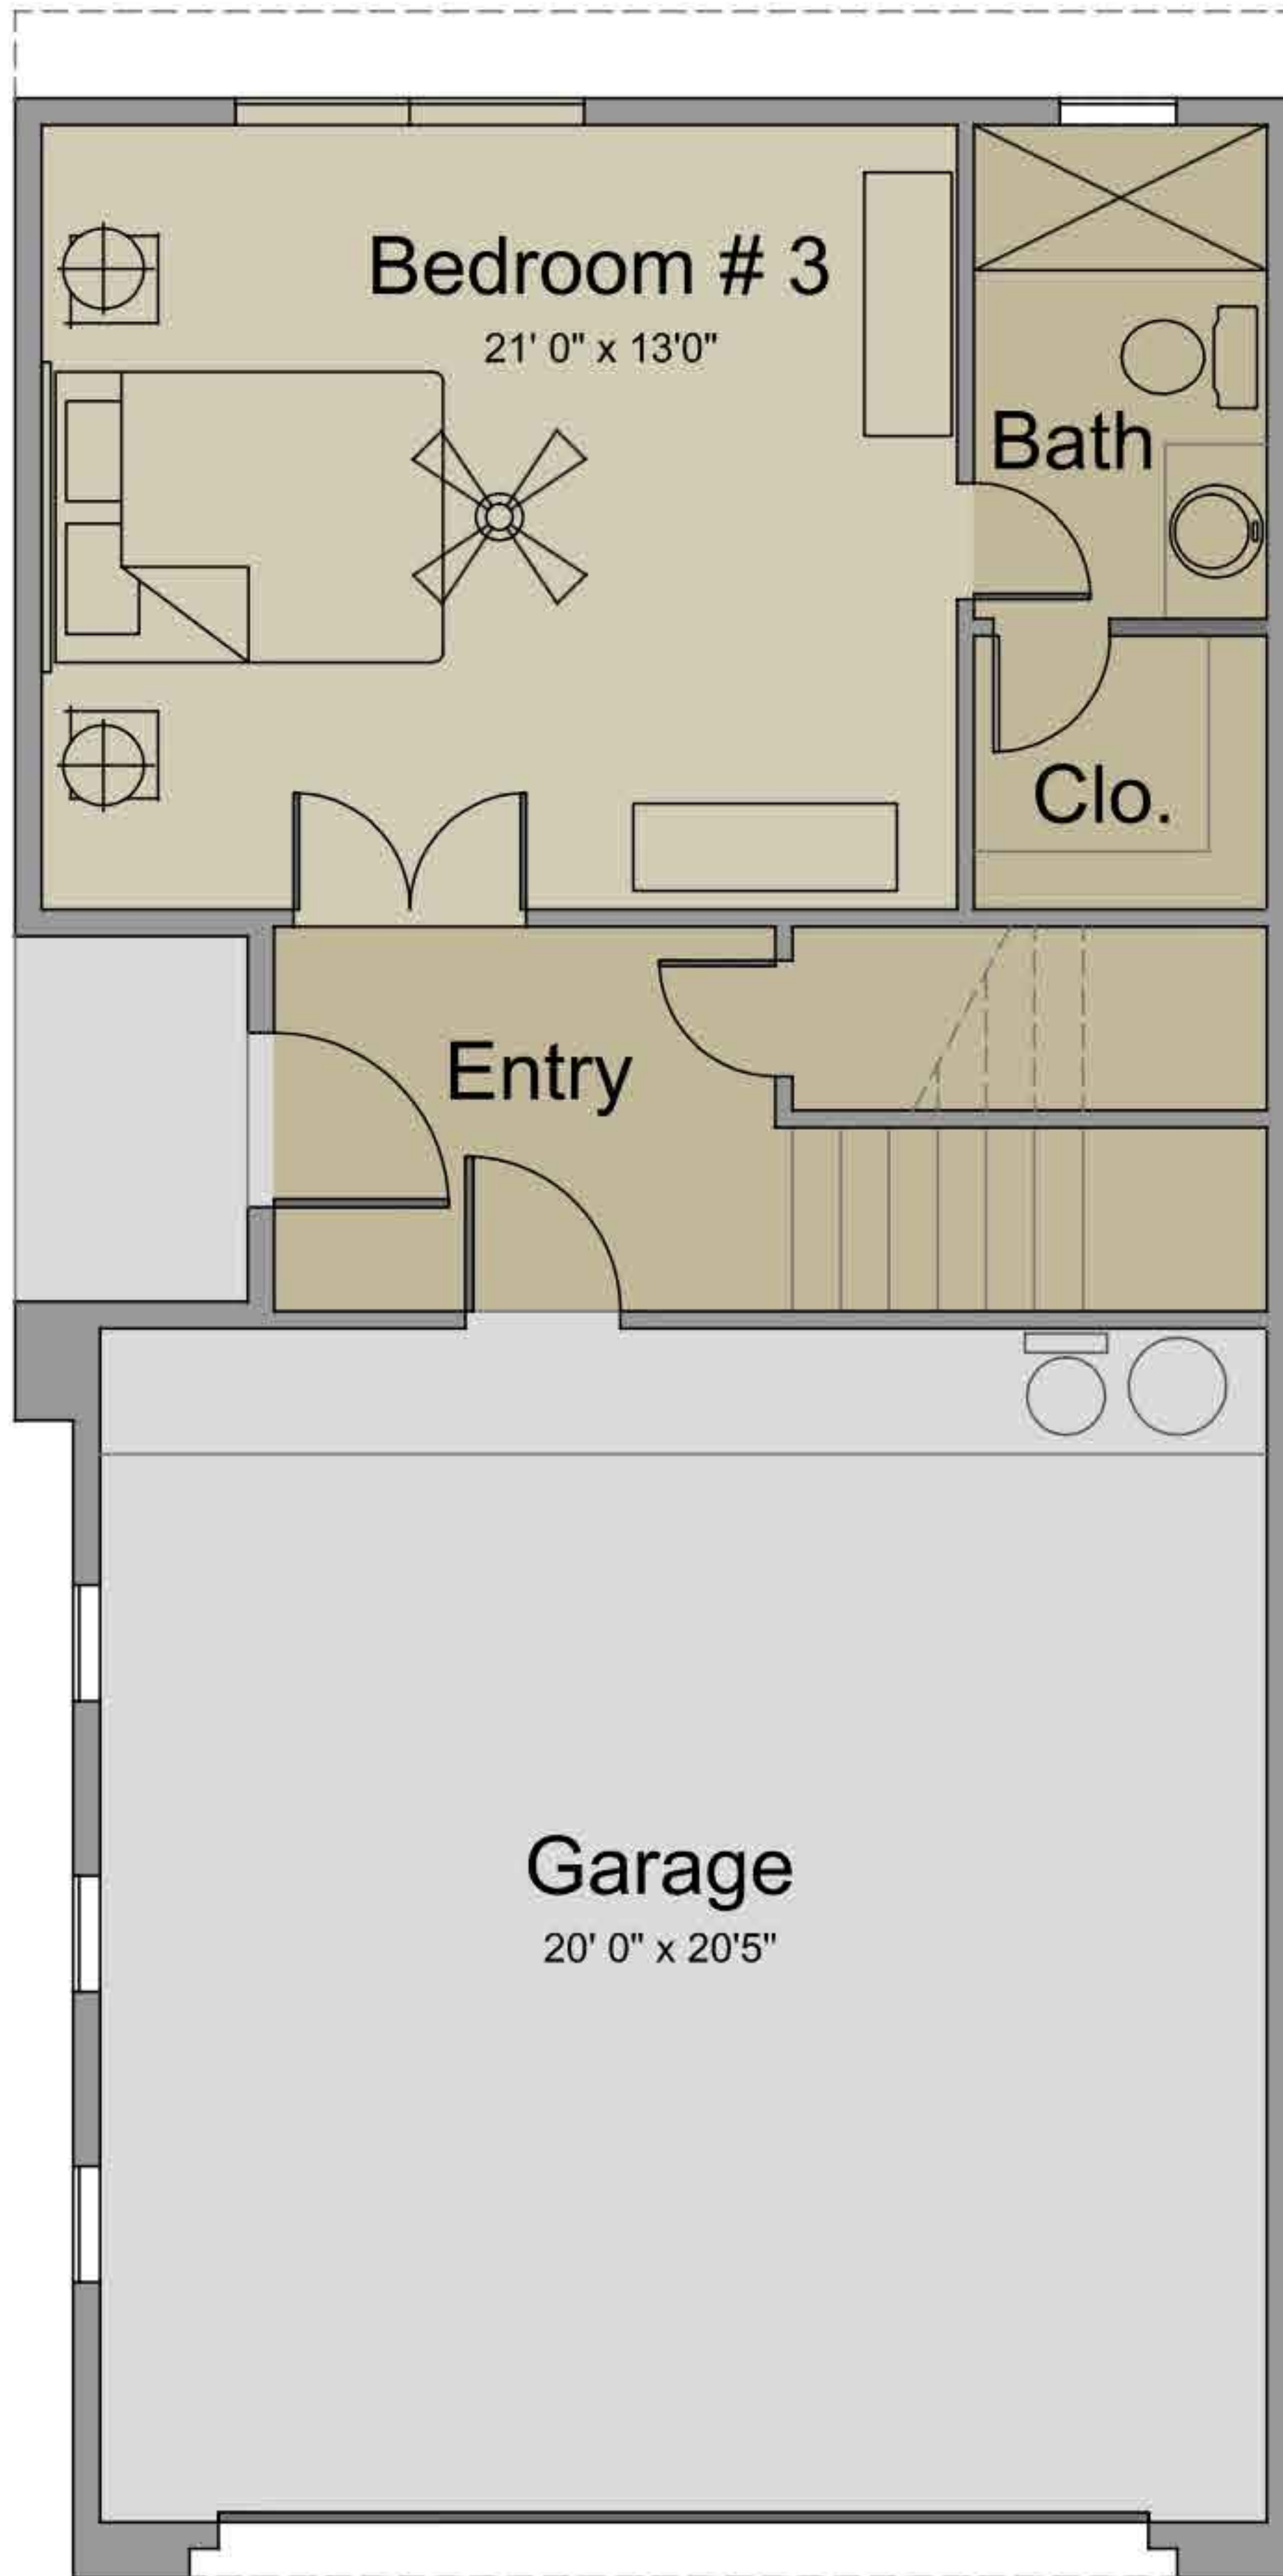 Bedroom # 3
21' 0" x 13'0"
Bath
Clo.
Entry
Garage
20' 0" x 20'5"